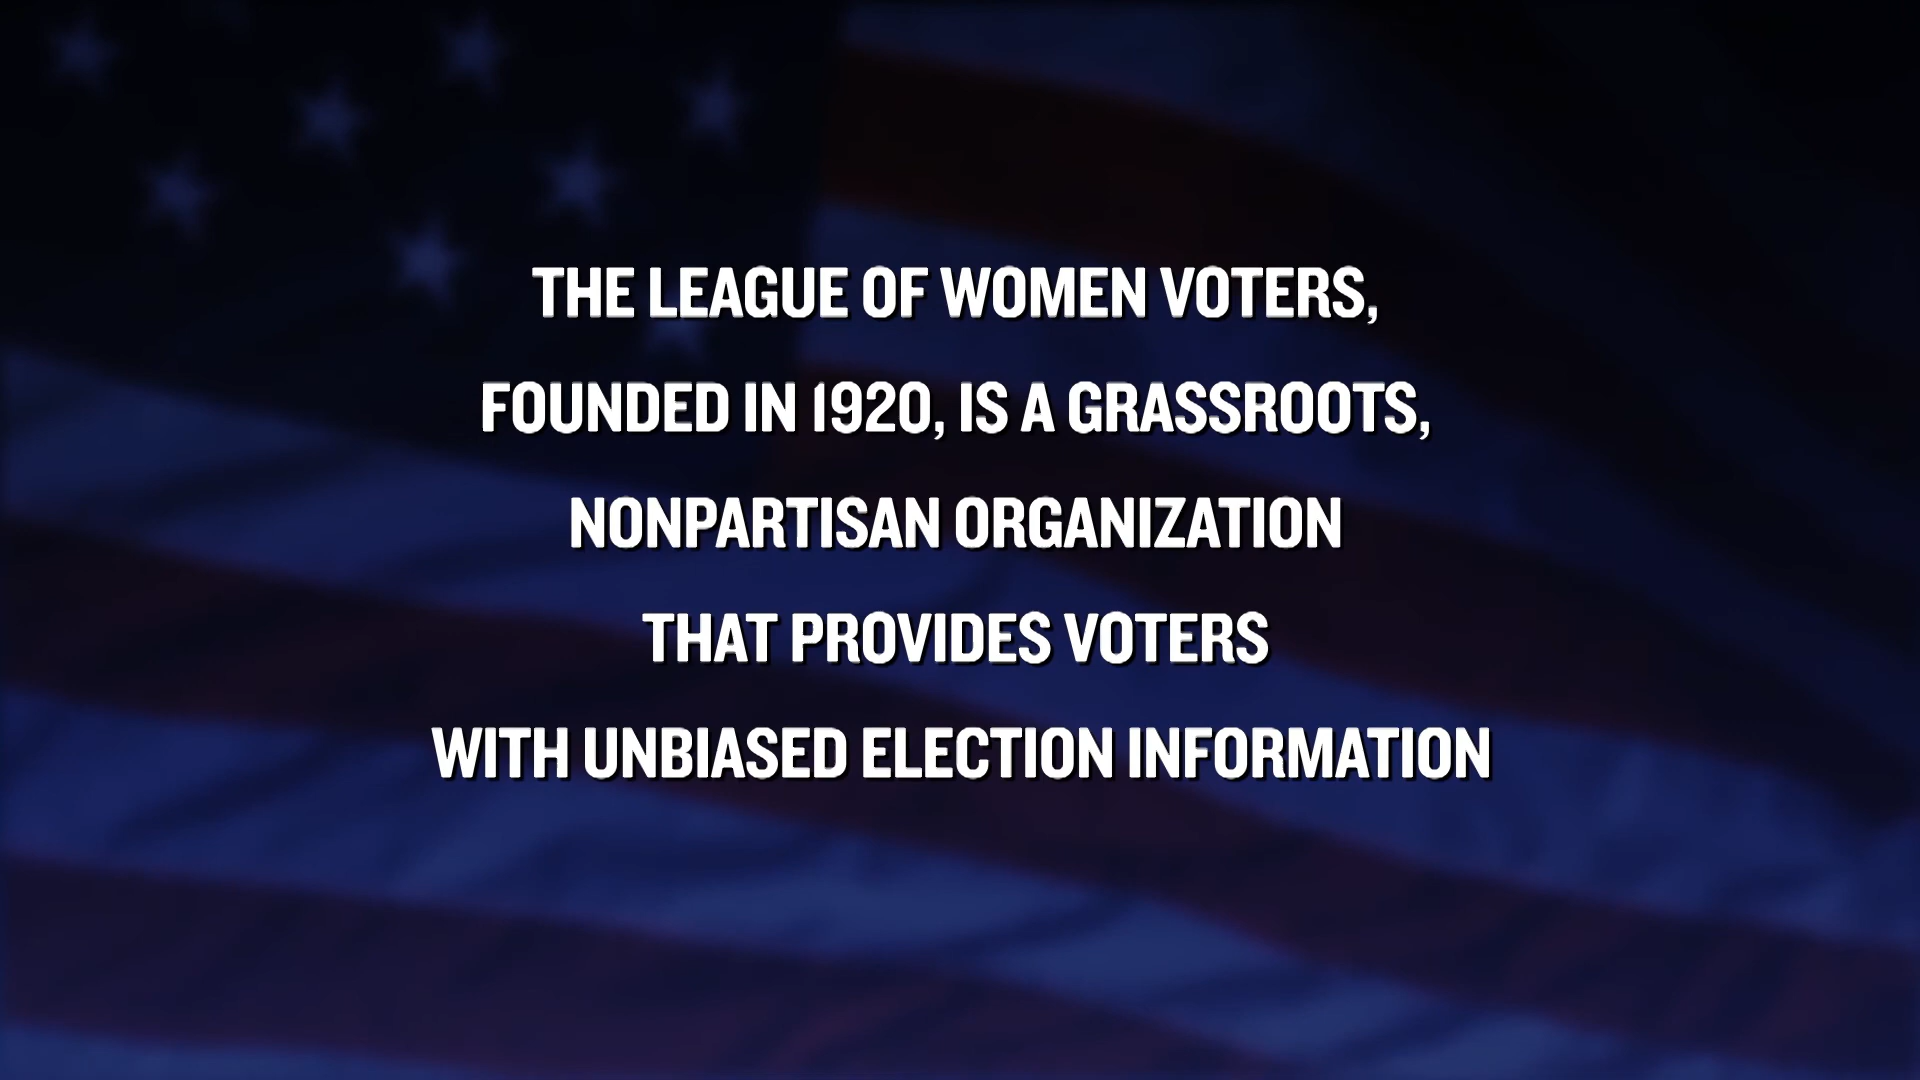 THE LEAGUE OF WOMEN VOTERS,
FOUNDED IN 1920, IS A GRASSROOTS,
NONPARTISAN ORGANIZATION
THAT PROVIDES VOTERS
WITH UNBIASED ELECTION INFORMATION